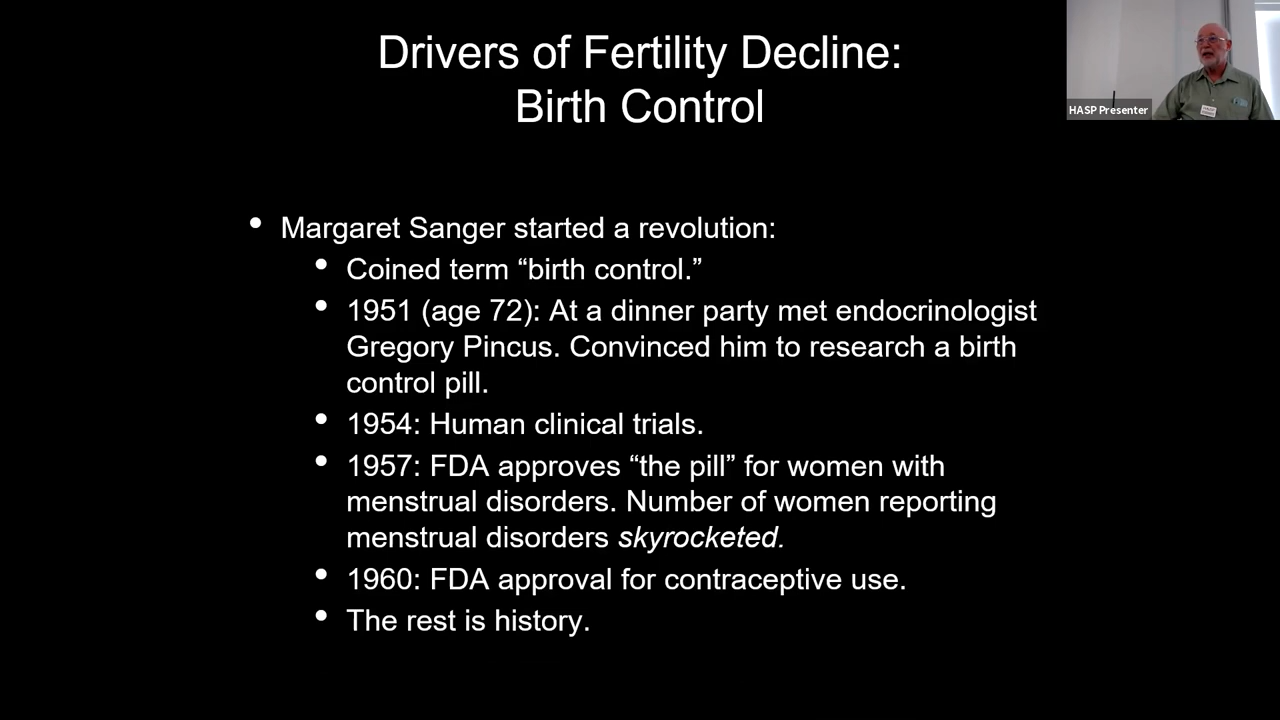 Drivers of Fertility Decline:
Birth Control
HASP Presenter
• Margaret Sanger started a revolution:
• Coined term “birth control.”
• 1951 (age 72): At a dinner party met endocrinologist
Gregory Pincus. Convinced him to research a birth
control pill.
• 1954: Human clinical trials.
• 1957: FDA approves “the pill” for women with
menstrual disorders. Number of women reporting
menstrual disorders skyrocketed.
• 1960: FDA approval for contraceptive use.
• The rest is history.